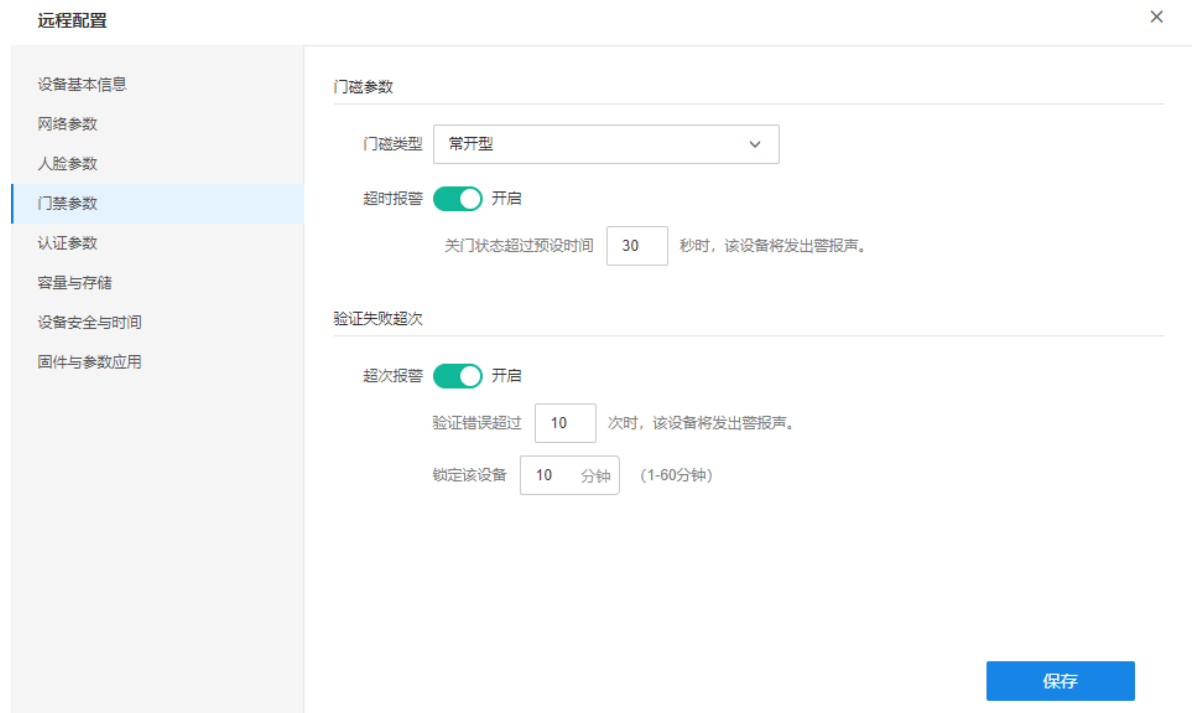 远程配置
设备基本信息
网络参数
人脸参数
门禁参数
认证参数
容量与存储
设备安全与时间
固件与参数应用
门磁参数
门磁类型 常开型
超时报警 开启
关门状态超过预设时间 30 秒时，该设备将发出警报声。
验证失败超次
超次报警 开启
验证错误超过 10 次时，该设备将发出警报声。
锁定该设备 10 分钟 (1-60分钟)
保存